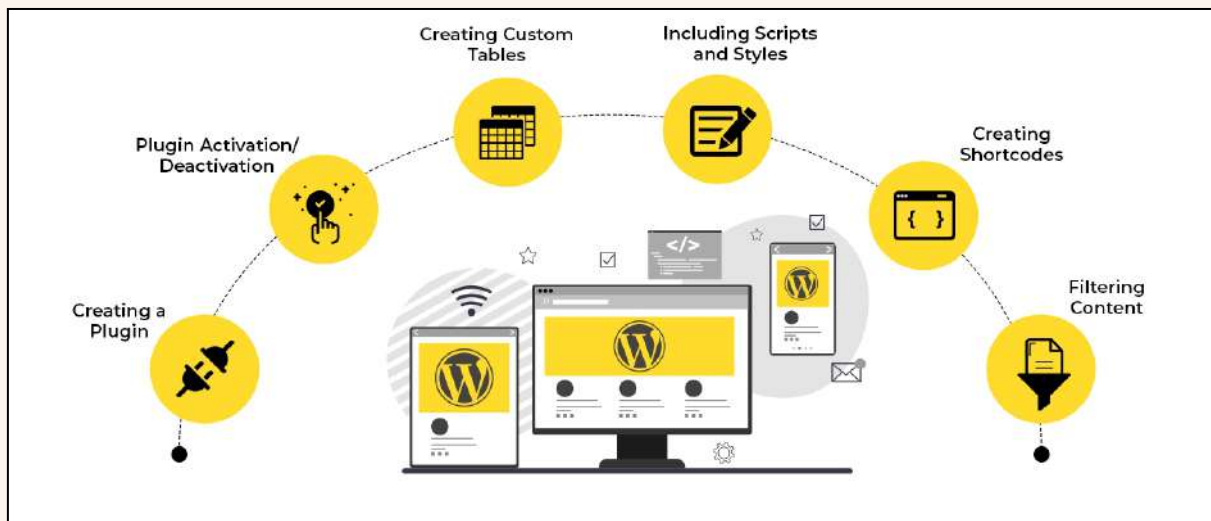 Creating a
Plugin
Plugin Activation/
Deactivation
Creating Custom
Tables
Including Scripts
and Styles
Creating
Shortcodes
Filtering
Content
{ }
</>